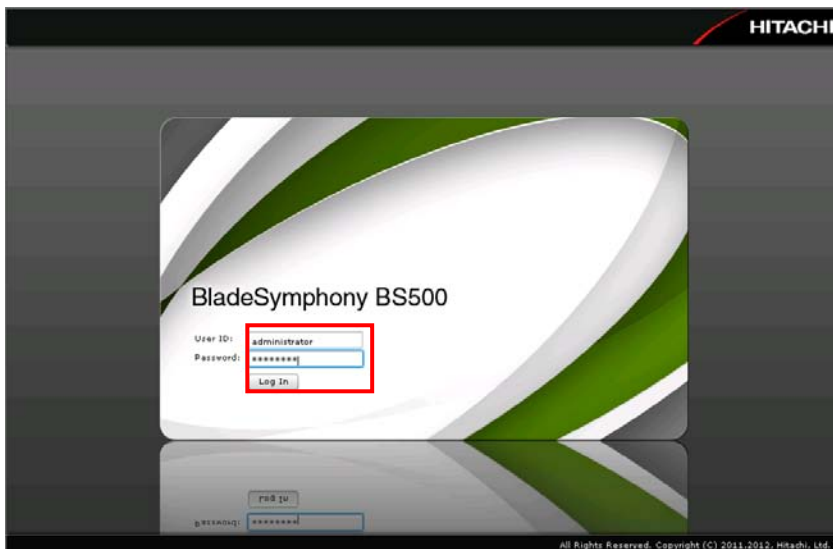 HITACHI
BladeSymphony BS500
User ID: administrator
Password: ********
Log In
Log In
Password: ********
All Rights Reserved. Copyright (C) 2011,2012, Hitachi, Ltd.